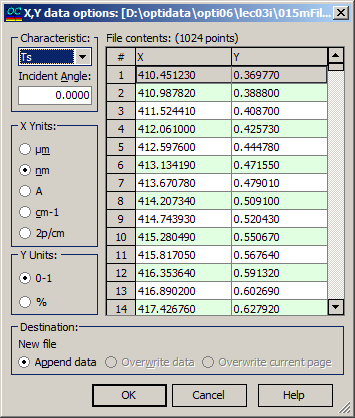 OC X,Y data options: [D:\optidata\opti06\lec03i\015mFil
Characteristic:
Ts
Incident Angle:
0.0000
X Ynits:
µm
nm
A
cm-1
2p/cm
Y Units:
0-1
%
File contents: (1024 points)
# X Y
1 410.451230 0.369770
2 410.987820 0.388800
3 411.524410 0.408700
4 412.061000 0.425730
5 412.597600 0.444780
6 413.134190 0.471550
7 413.670780 0.479010
8 414.207340 0.509100
9 414.743930 0.520430
10 415.280490 0.550670
11 415.817050 0.567640
12 416.353640 0.591320
13 416.890200 0.602690
14 417.426760 0.627920
Destination:
New file
Append data Overwrite data Overwrite current page
OK Cancel Help